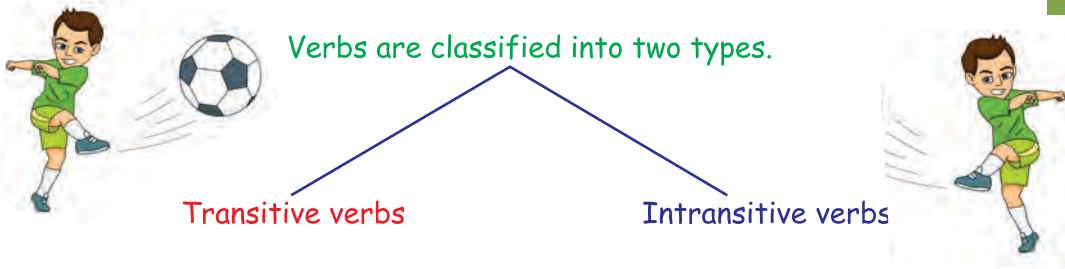 Verbs are classified into two types.
Transitive verbs
Intransitive verbs